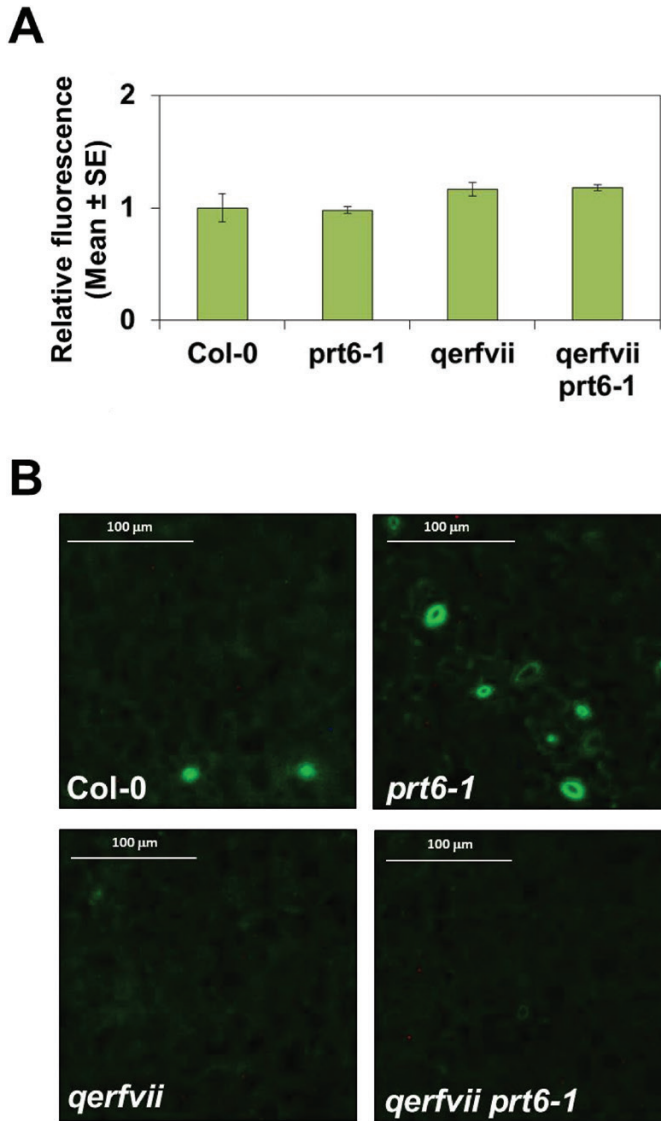 A
Relative fluorescence
(Mean ± SE)
2
1
0
Col-0
prt6-1
qerfvii
qerfvii
prt6-1
B
100 µm
Col-0
100 µm
prt6-1
100 µm
qerfvii
100 µm
qerfvii prt6-1